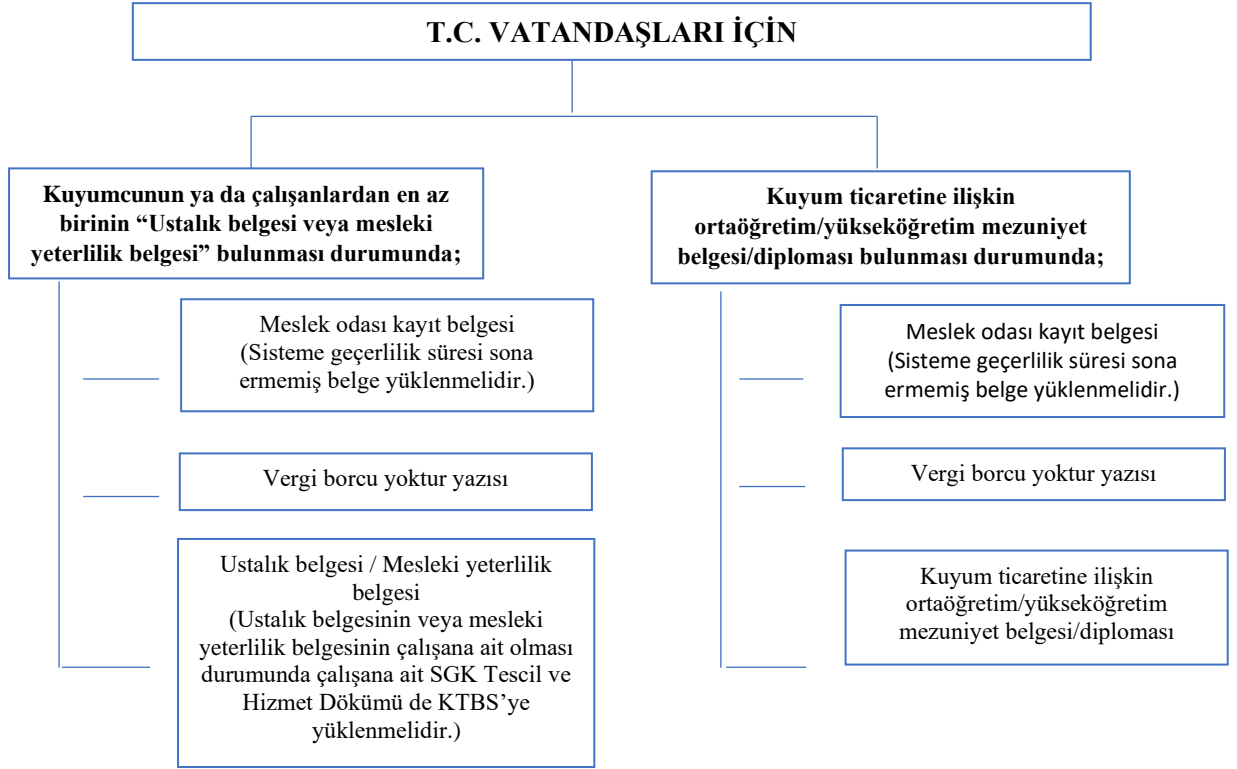 T.C. VATANDAŞLARI İÇİN
Kuyumcunun ya da çalışanlardan en az
birinin “Ustalık belgesi veya mesleki
yeterlilik belgesi” bulunması durumunda;
Meslek odası kayıt belgesi
(Sisteme geçerlilik süresi sona
ermemiş belge yüklenmelidir.)
Vergi borcu yoktur yazısı
Ustalık belgesi / Mesleki yeterlilik
belgesi
(Ustalık belgesinin veya mesleki
yeterlilik belgesinin çalışana ait olması
durumunda çalışana ait SGK Tescil ve
Hizmet Dökümü de KTBS’ye
yüklenmelidir.)
Kuyum ticaretine ilişkin
ortaöğretim/yükseköğretim mezuniyet
belgesi/diploması bulunması durumunda;
Meslek odası kayıt belgesi
(Sisteme geçerlilik süresi sona
ermemiş belge yüklenmelidir.)
Vergi borcu yoktur yazısı
Kuyum ticaretine ilişkin
ortaöğretim/yükseköğretim
mezuniyet belgesi/diploması